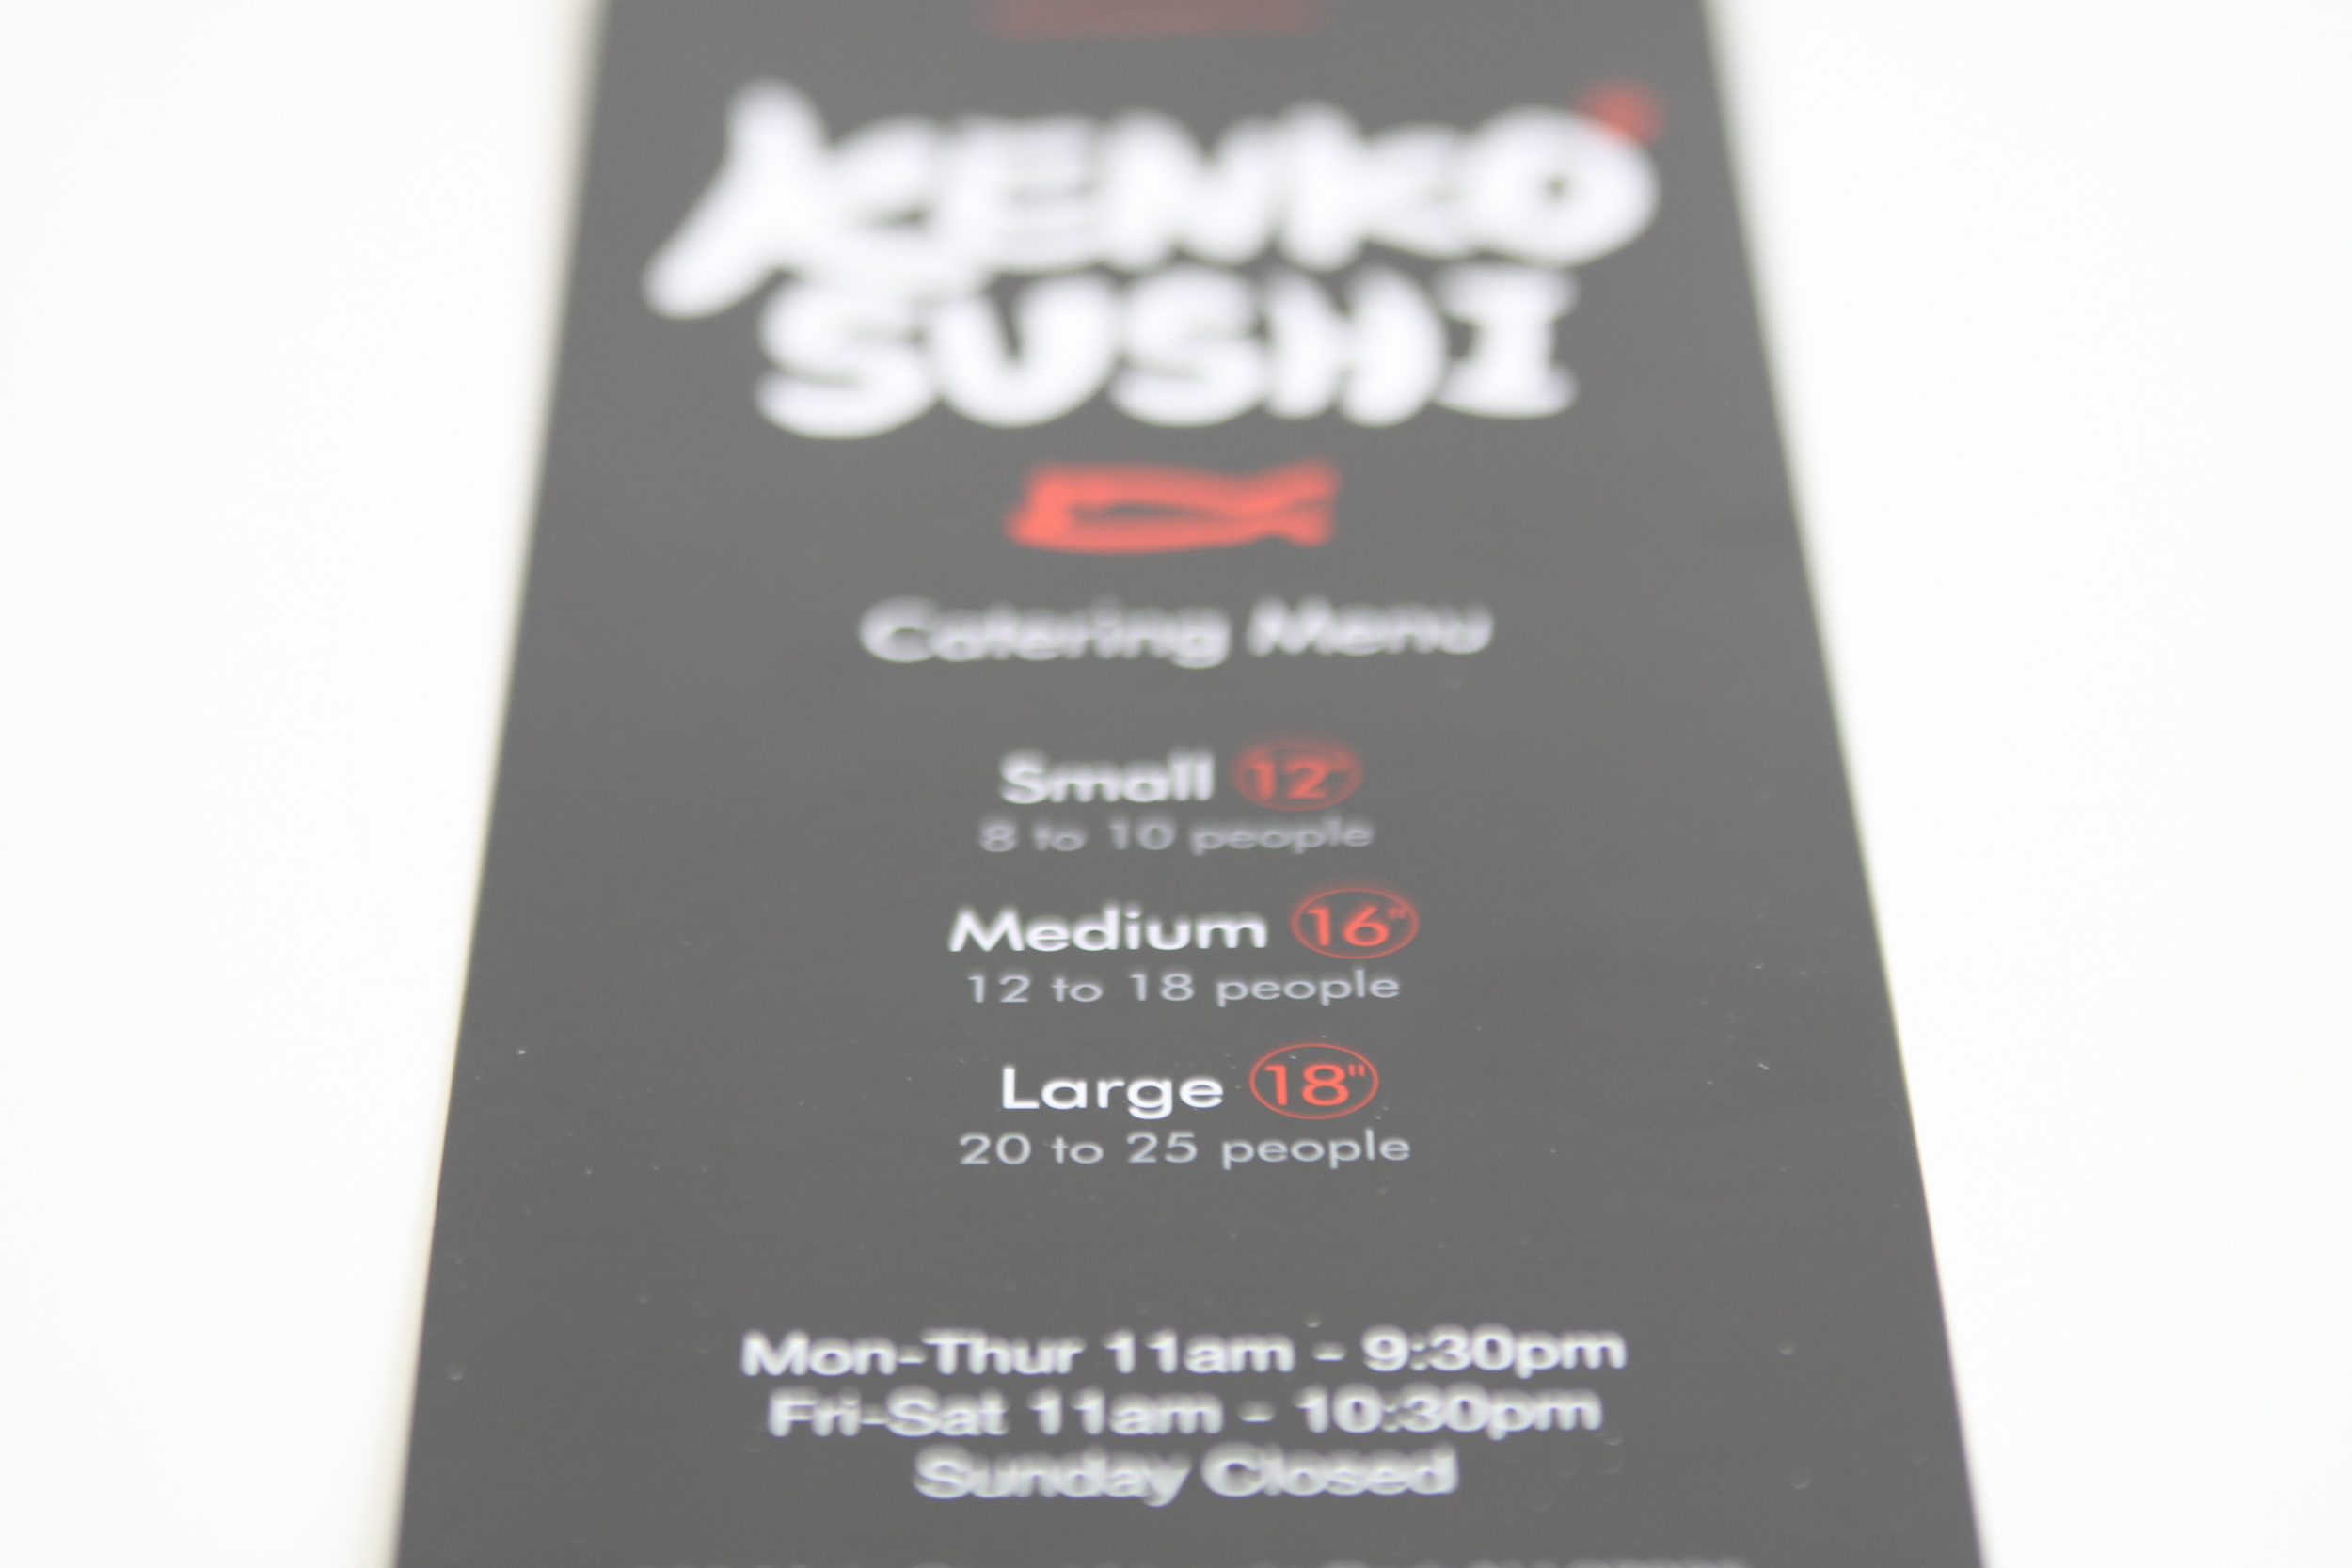 KENKO
SUSHI
Catering Menu
Small 12"
8 to 10 people
Medium 16"
12 to 18 people
Large 18"
20 to 25 people
Mon-Thur 11am - 9:30pm
Fri-Sat 11am - 10:30pm
Sunday Closed